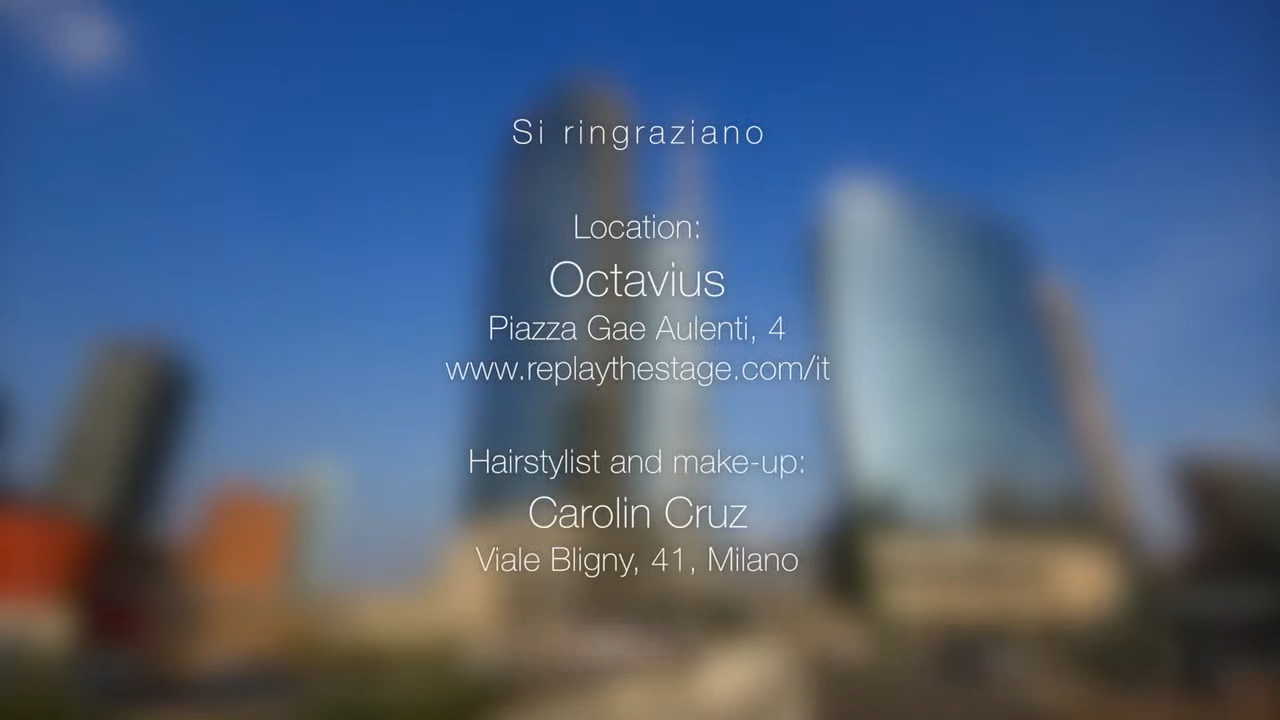 Si ringraziano
Location:
Octavius
Piazza Gae Aulenti, 4
www.replaythestage.com/it
Hairstylist and make-up:
Carolin Cruz
Viale Bligny, 41, Milano